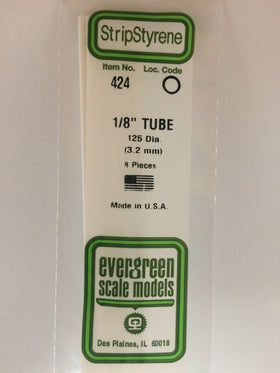 StripStyrene
Item No. Loc. Code
424
1/8" TUBE
125 Dia.
(3.2 mm)
8 Pieces
Made in U.S.A.
evergreen
scale models
Des Plaines, IL 60018